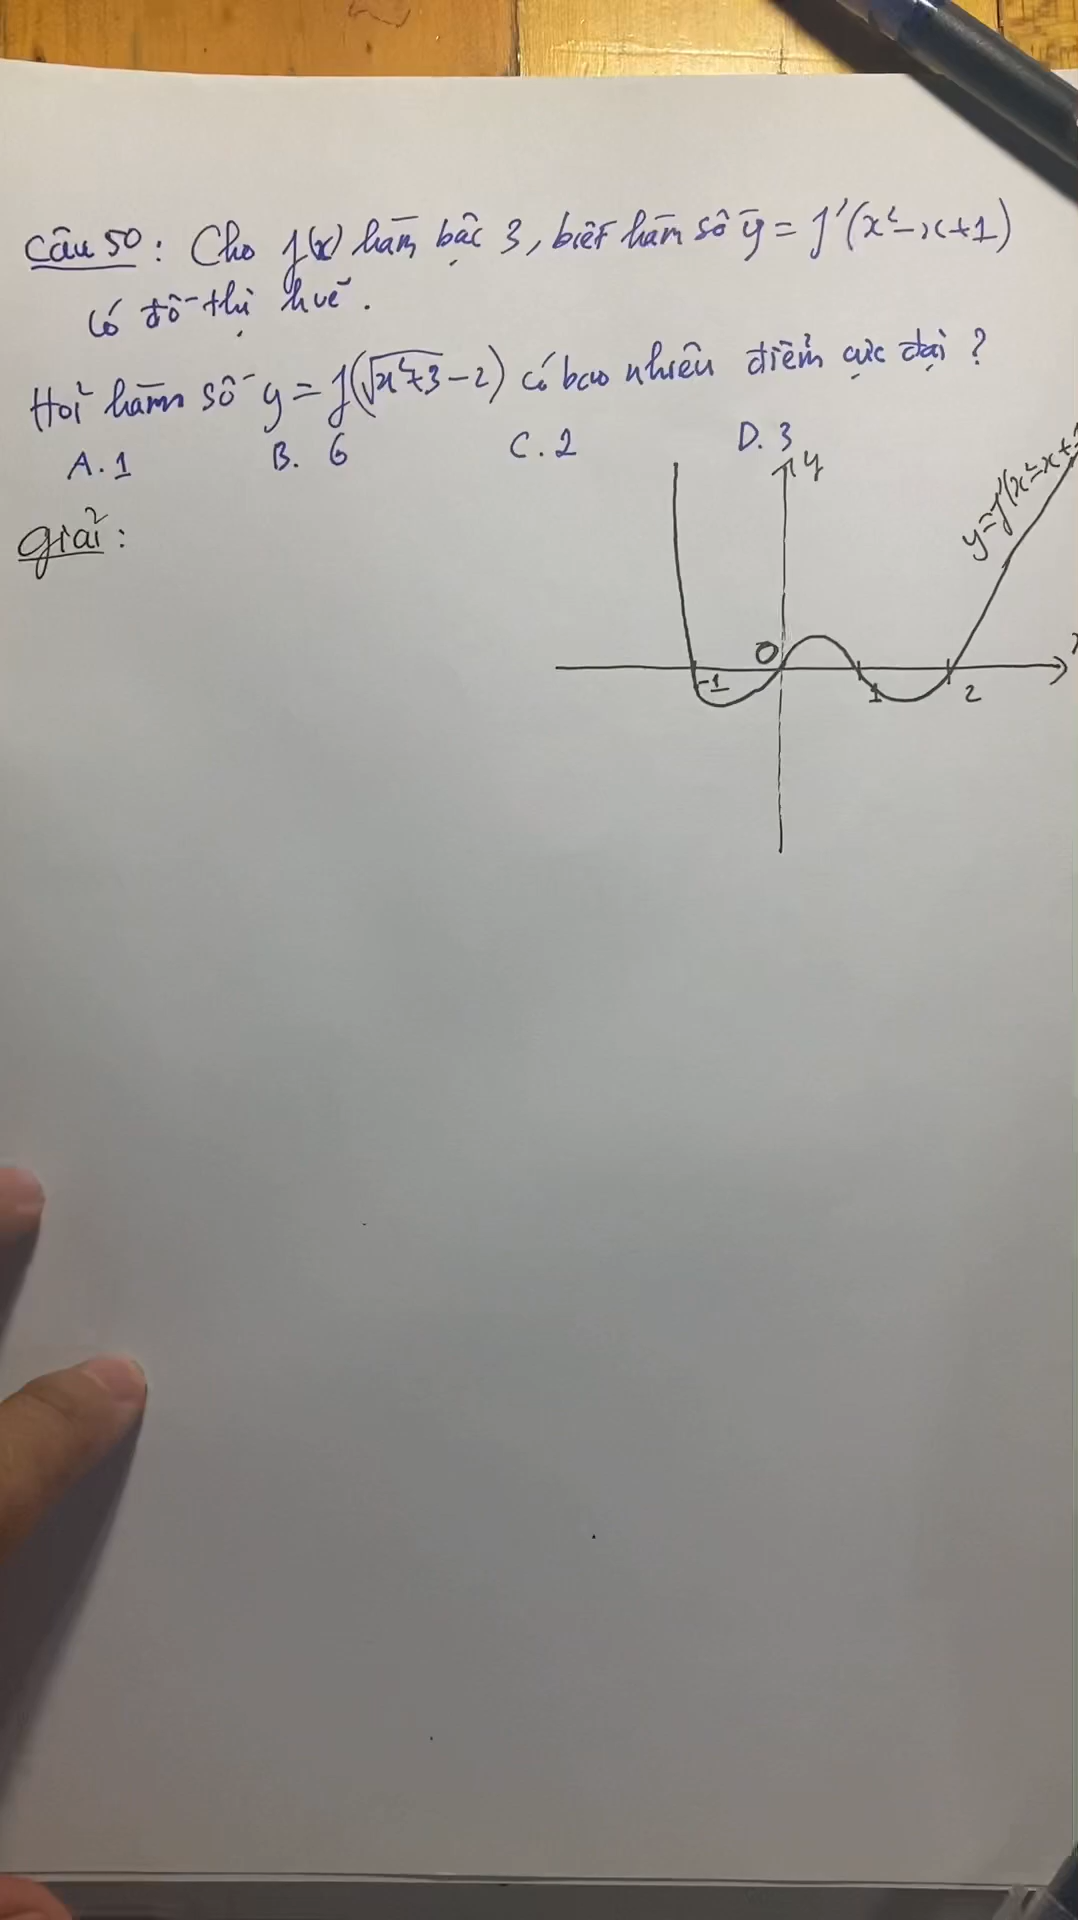 Câu 50: Cho f(x) hàm bậc 3, biết hàm số y = f'(x²-x+1)
có đồ thị hvẽ.
Hỏi hàm số y = f(√x²+3 - 2) có bao nhiêu điểm cực đại ?
A. 1 B. 6 C. 2 D. 3
y
y=f'(x²-x+1
Giải:
O
-1 1 2